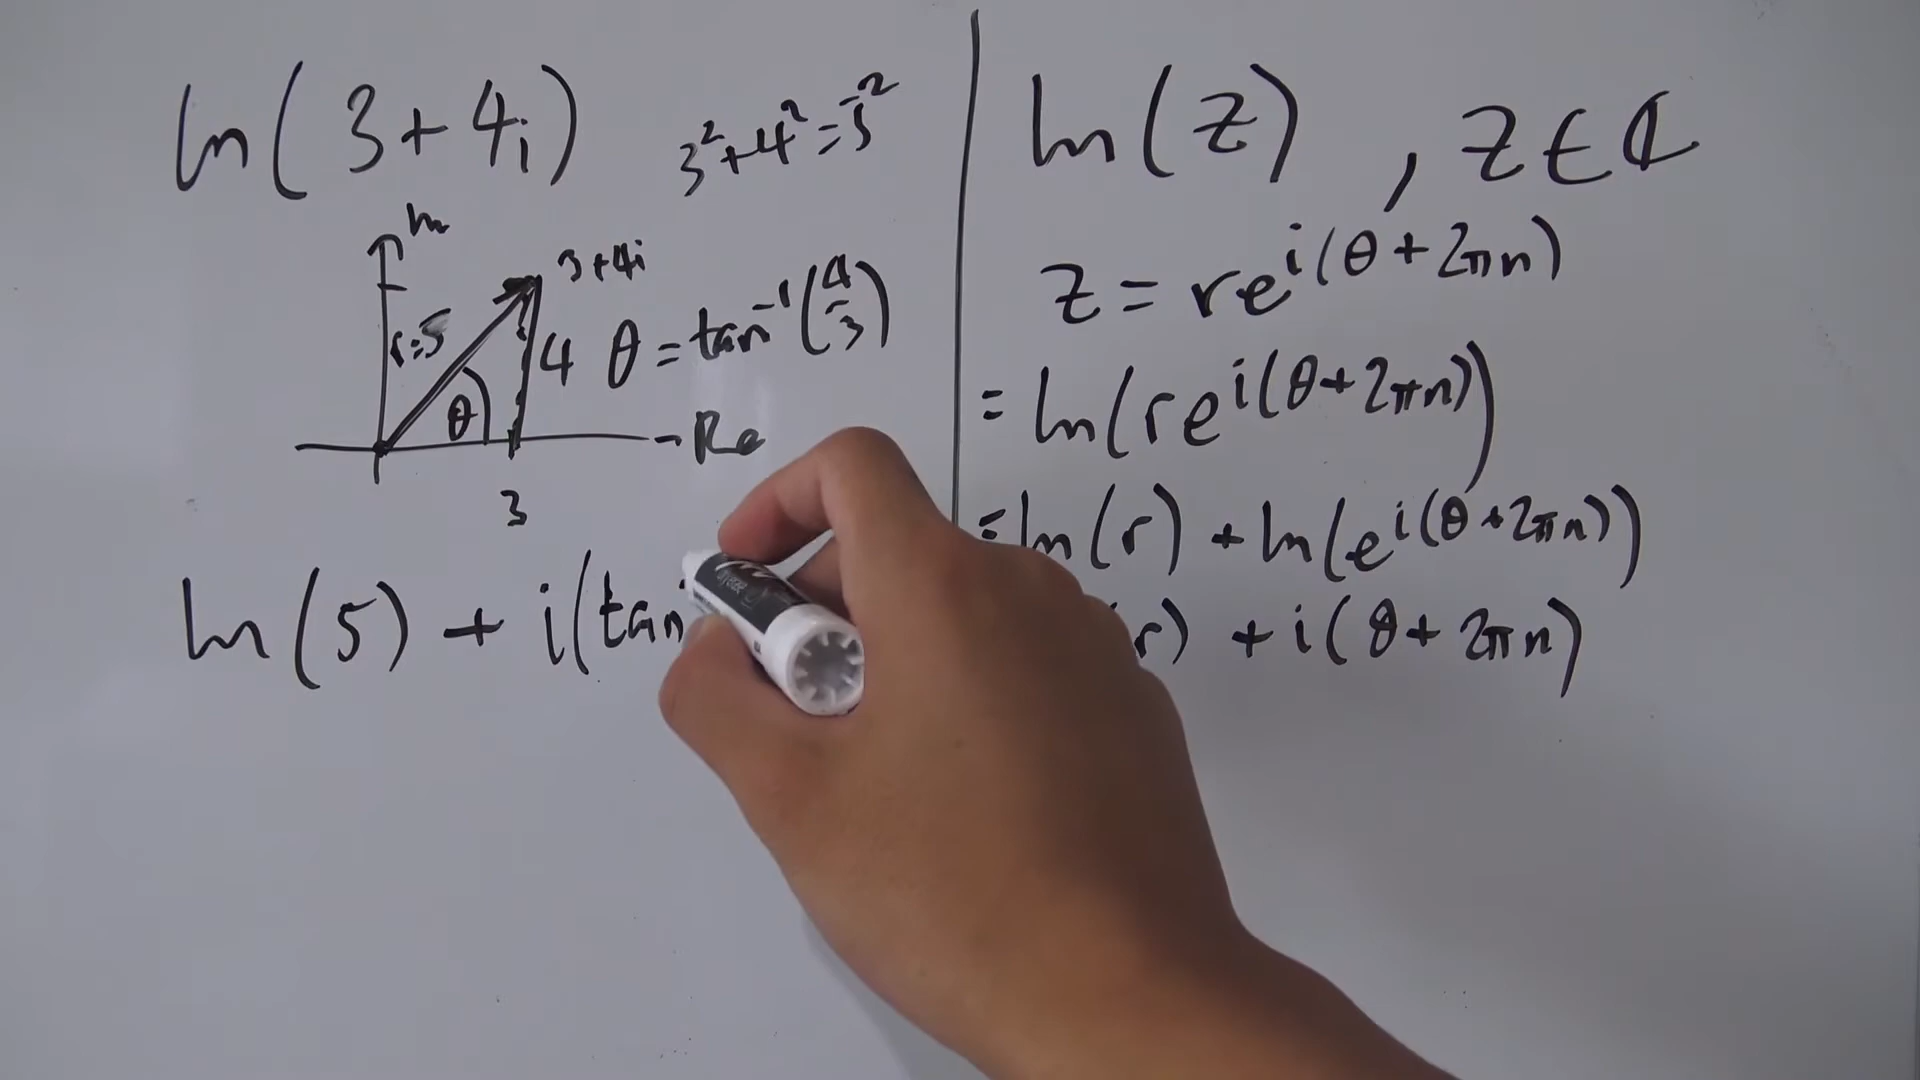 ln(3+4i)
3²+4²=5²
Im
3+4i
r=5
4
θ=tan⁻¹(4/3)
θ
Re
3
ln(5)+i(tan
ln(z), z∈ℂ
z=re^{i(θ+2πn)}
=ln(re^{i(θ+2πn)})
=ln(r)+ln(e^{i(θ+2πn)})
r)+i(θ+2πn)